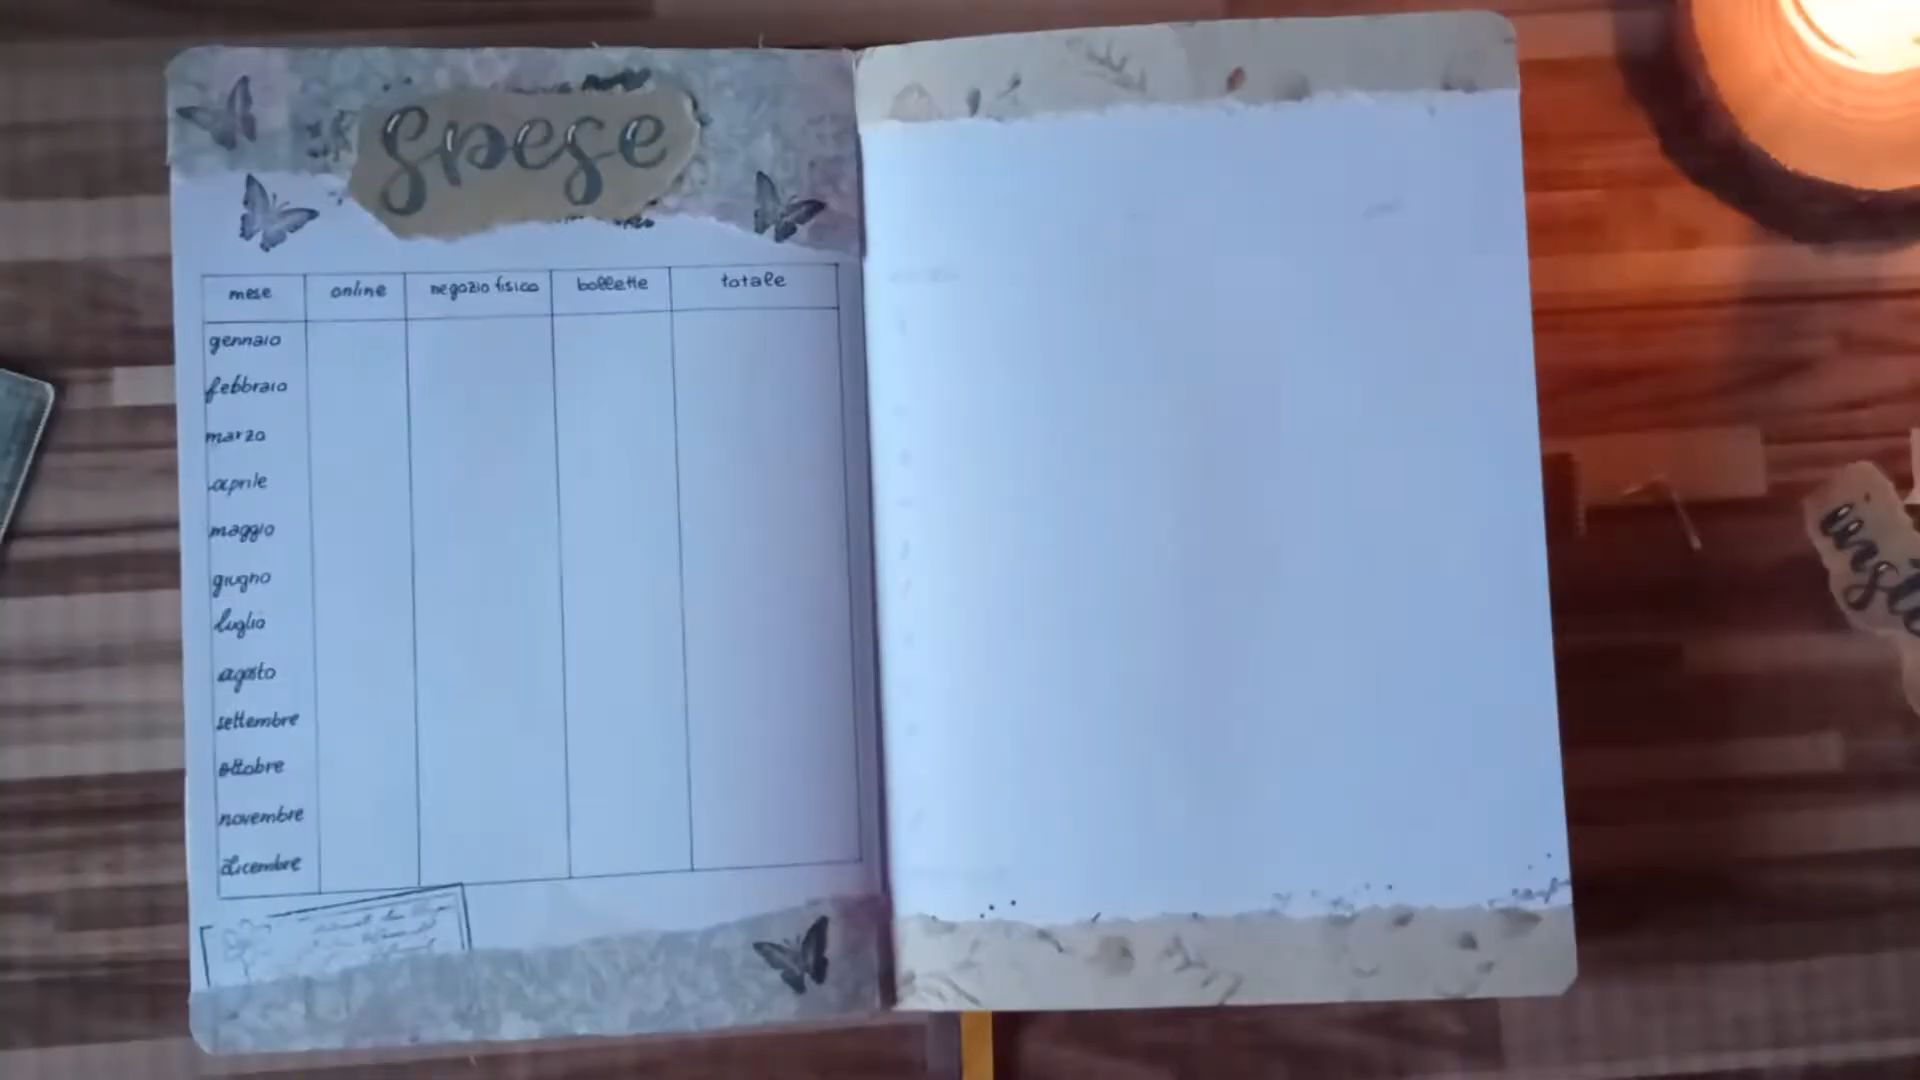 spese
mese online negozio fisico bollette totale
gennaio
febbraio
marzo
aprile
maggio
giugno
luglio
agosto
settembre
ottobre
novembre
dicembre